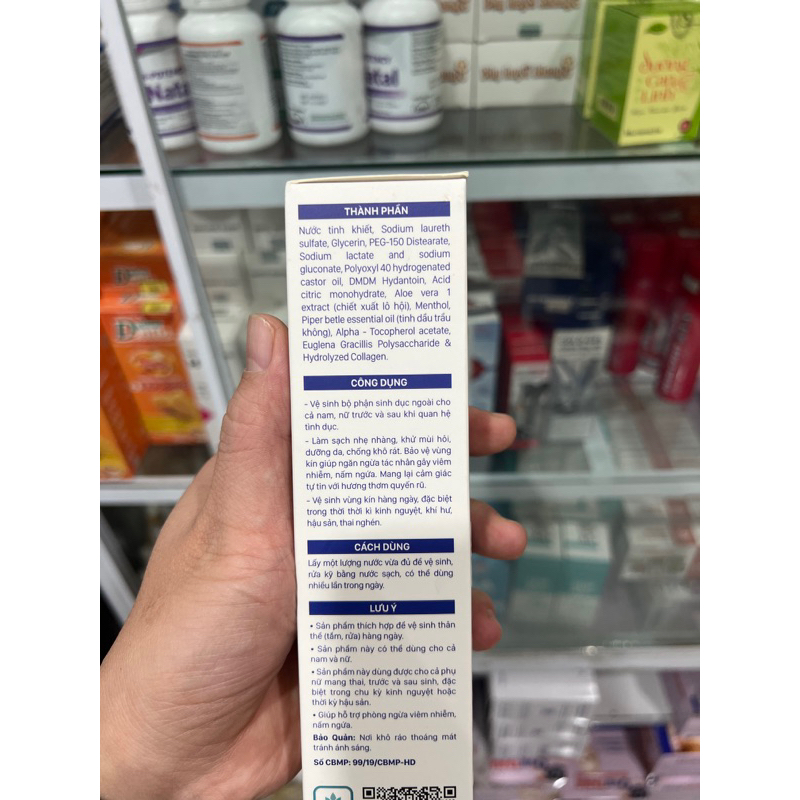 Natal
Natal
DƯỢC
GIẤY
LINH
THÀNH PHẦN
Nước tinh khiết, Sodium laureth
sulfate, Glycerin, PEG-150 Distearate,
Sodium lactate and sodium
gluconate, Polyoxyl 40 hydrogenated
castor oil, DMDM Hydantoin, Acid
citric monohydrate, Aloe vera 1
extract (chiết xuất lô hội), Menthol,
Piper betle essential oil (tinh dầu trầu
không), Alpha - Tocopherol acetate,
Euglena Gracillis Polysaccharide &
Hydrolyzed Collagen.
CÔNG DỤNG
- Vệ sinh bộ phận sinh dục ngoài cho
cả nam, nữ trước và sau khi quan hệ
tình dục.
- Làm sạch nhẹ nhàng, khử mùi hôi,
dưỡng da, chống khô rát. Bảo vệ vùng
kín giúp ngăn ngừa tác nhân gây viêm
nhiễm, nấm ngứa. Mang lại cảm giác
tự tin với hương thơm quyến rũ.
- Vệ sinh vùng kín hàng ngày, đặc biệt
trong thời thời kì kinh nguyệt, khí hư,
hậu sản, thai nghén.
CÁCH DÙNG
Lấy một lượng nước vừa đủ để vệ sinh,
rửa kỹ bằng nước sạch, có thể dùng
nhiều lần trong ngày.
LƯU Ý
• Sản phẩm thích hợp để vệ sinh thân
thể (tắm, rửa) hàng ngày.
• Sản phẩm này có thể dùng cho cả
nam và nữ.
• Sản phẩm này dùng được cho cả phụ
nữ mang thai, trước và sau sinh, đặc
biệt trong chu kỳ kinh nguyệt hoặc
thời kỳ hậu sản.
• Giúp hỗ trợ phòng ngừa viêm nhiễm,
nấm ngứa.
Bảo Quản: Nơi khô ráo thoáng mát
tránh ánh sáng.
Số CBMP: 99/19/CBMP-HD